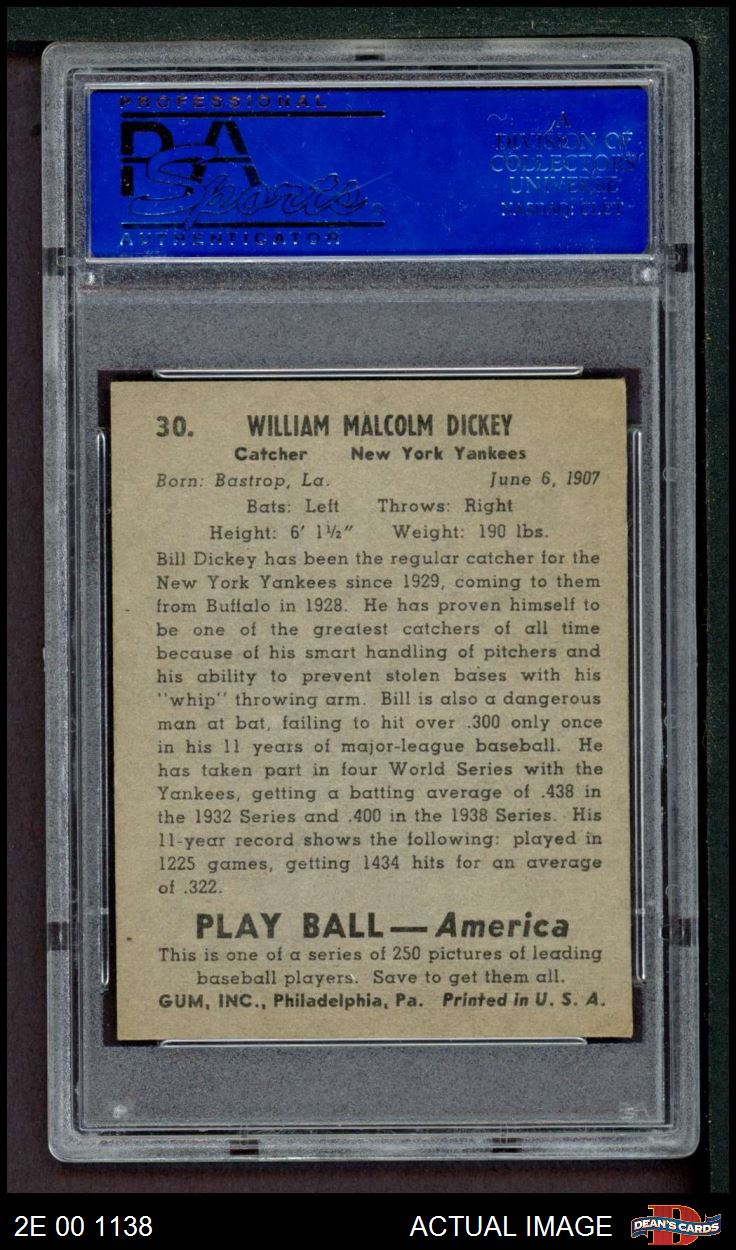 PROFESSIONAL
PSA
Sports
AUTHENTICATOR
A
DIVISION OF
COLLECTORS
UNIVERSE
NASDAQ: CLCT
30. WILLIAM MALCOLM DICKEY
Catcher New York Yankees
Born: Bastrop, La. June 6, 1907
Bats: Left Throws: Right
Height: 6' 1½" Weight: 190 lbs.
Bill Dickey has been the regular catcher for the
New York Yankees since 1929, coming to them
from Buffalo in 1928. He has proven himself to
be one of the greatest catchers of all time
because of his smart handling of pitchers and
his ability to prevent stolen bases with his
"whip" throwing arm. Bill is also a dangerous
man at bat, failing to hit over .300 only once
in his 11 years of major-league baseball. He
has taken part in four World Series with the
Yankees, getting a batting average of .438 in
the 1932 Series and .400 in the 1938 Series. His
11-year record shows the following: played in
1225 games, getting 1434 hits for an average
of .322.
PLAY BALL—America
This is one of a series of 250 pictures of leading
baseball players. Save to get them all.
GUM, INC., Philadelphia, Pa. Printed in U. S. A.
2E 00 1138
ACTUAL IMAGE
DEAN'S CARDS